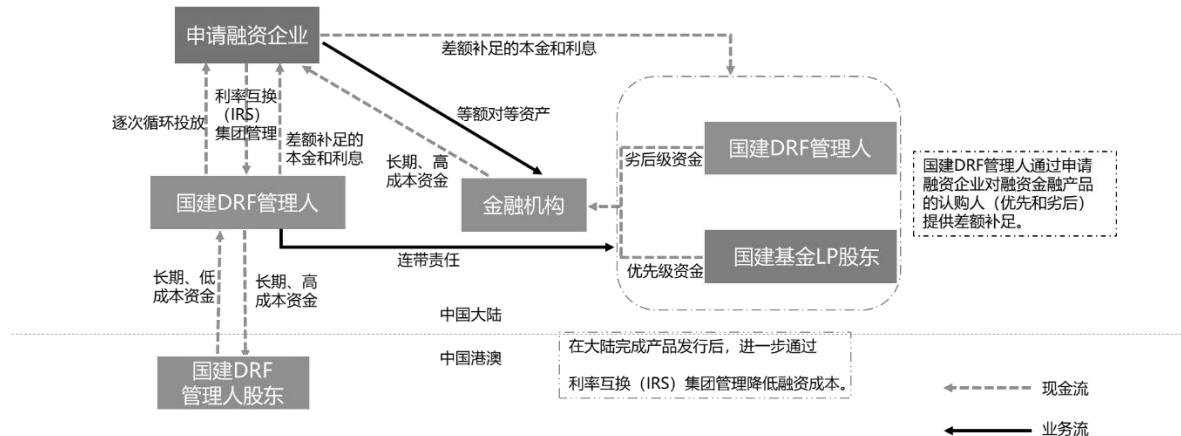 申请融资企业
差额补足的本金和利息
逐次循环投放
利率互换
（IRS）
集团管理
差额补足的
本金和利息
等额对等资产
长期、高
成本资金
国建DRF管理人
金融机构
劣后级资金
国建DRF管理人
优先级资金
国建基金LP股东
国建DRF管理人通过申请
融资企业对融资金融产品
的认购人（优先和劣后）
提供差额补足。
连带责任
长期、低
成本资金
长期、高
成本资金
中国大陆
中国港澳
国建DRF
管理人股东
在大陆完成产品发行后，进一步通过
利率互换（IRS）集团管理降低融资成本。
现金流
业务流